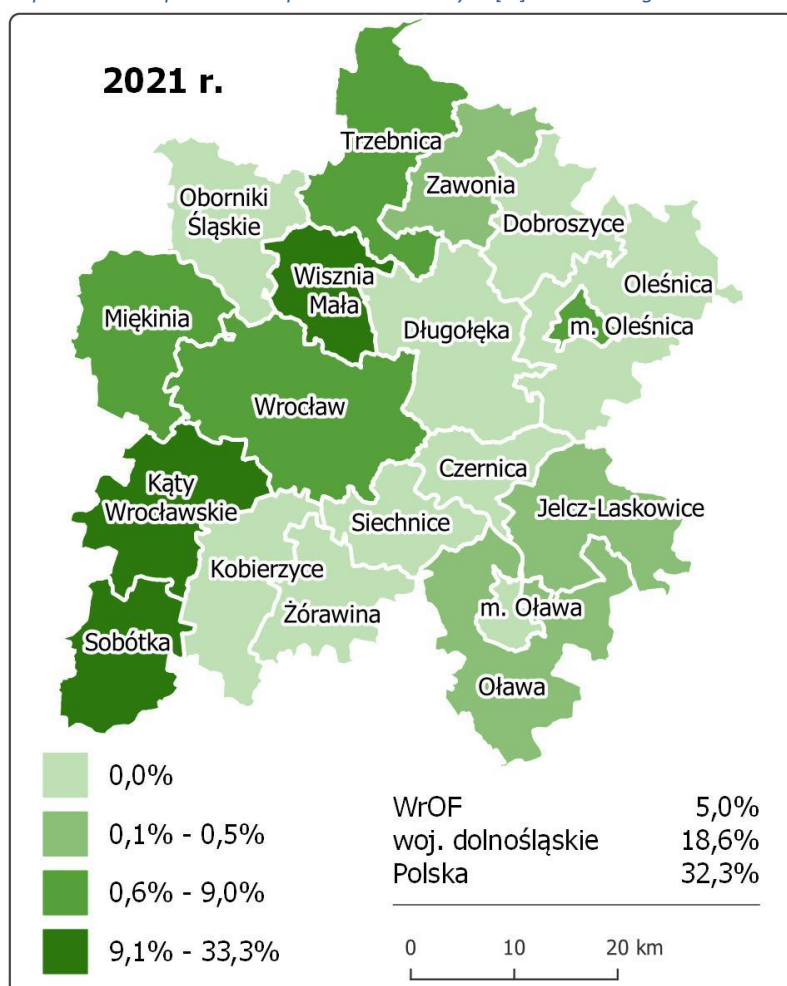 2021 r.
Trzebnica
Zawonia
Oborniki
Śląskie
Dobroszyce
Wisznia
Mała
Oleśnica
Miękinia
Długołęka
m. Oleśnica
Wrocław
Czernica
Kąty
Wrocławskie
Siechnice
Jelcz-Laskowice
Kobierzyce
Żórawina
m. Oława
Sobótka
Oława
0,0%
0,1% - 0,5%
0,6% - 9,0%
9,1% - 33,3%
WrOF 5,0%
woj. dolnośląskie 18,6%
Polska 32,3%
0 10 20 km